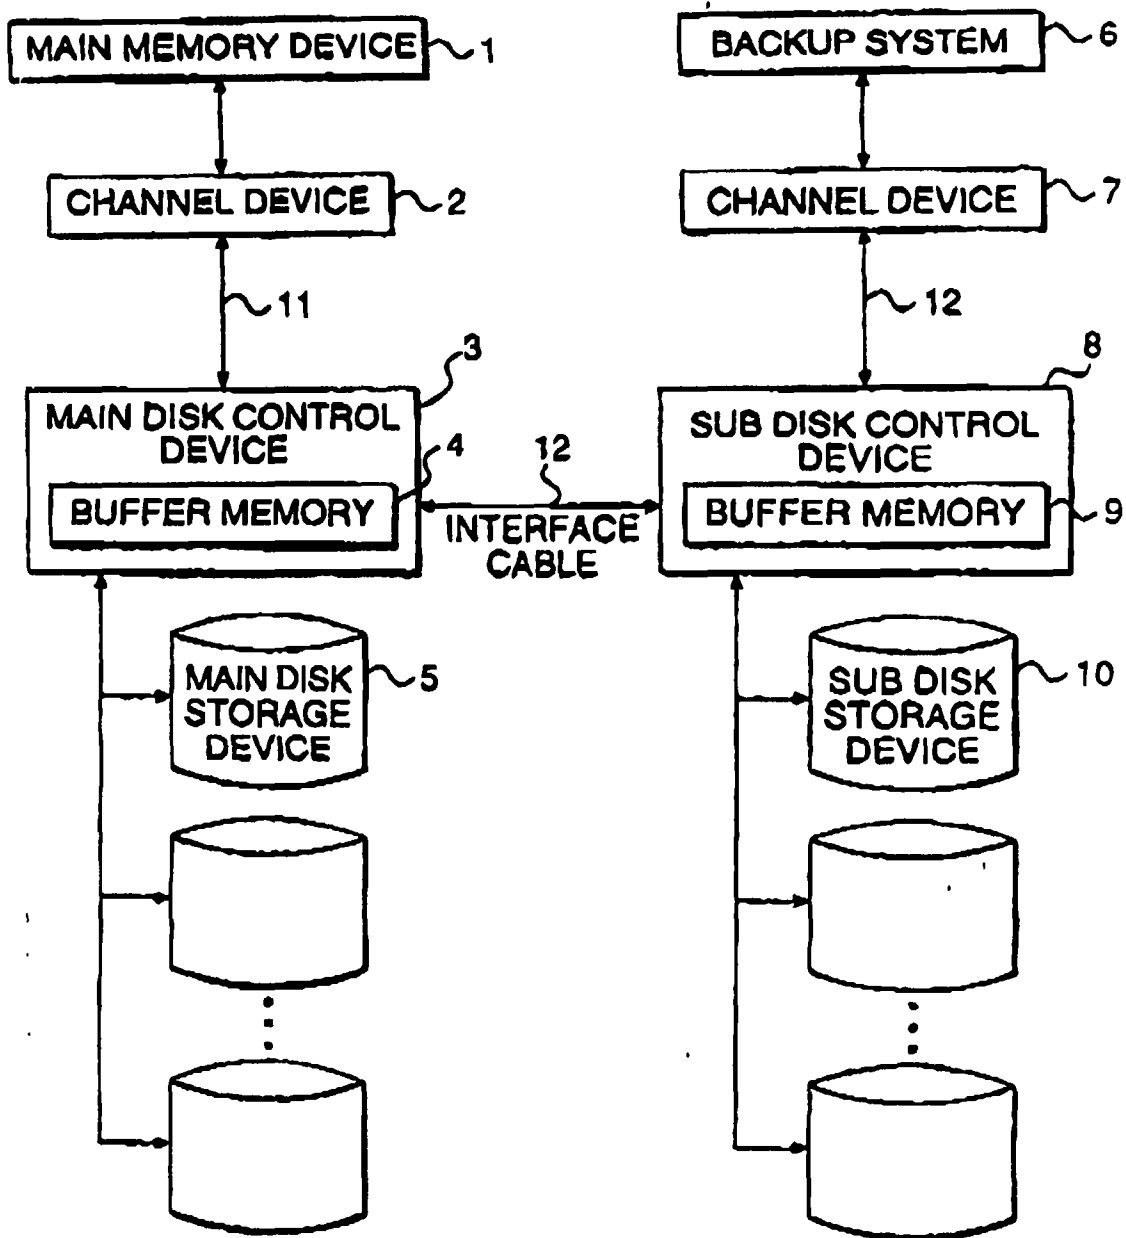 MAIN MEMORY DEVICE 1
CHANNEL DEVICE 2
11
3
MAIN DISK CONTROL
DEVICE
4
BUFFER MEMORY
12
INTERFACE
CABLE
MAIN DISK
STORAGE
DEVICE
5
BACKUP SYSTEM 6
CHANNEL DEVICE 7
12
8
SUB DISK CONTROL
DEVICE
BUFFER MEMORY 9
SUB DISK
STORAGE
DEVICE
10